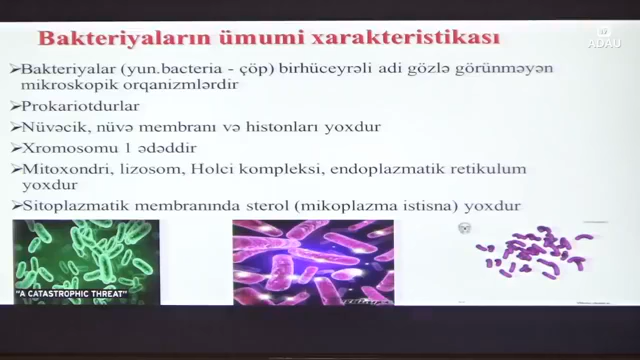 Bakteriyaların ümumi xarakteristikası
ADAU
➢Bakteriyalar (yun.bacteria - çöp) birhüceyrəli adi gözlə görünməyən
mikroskopik orqanizmlərdir
➢Prokariotdurlar
➢Nüvəcik, nüvə membranı və histonları yoxdur
➢Xromosomu 1 ədəddir
➢Mitoxondri, lizosom, Holci kompleksi, endoplazmatik retikulum
yoxdur
➢Sitoplazmatik membranında sterol (mikoplazma istisna) yoxdur
"A CATASTROPHIC THREAT"